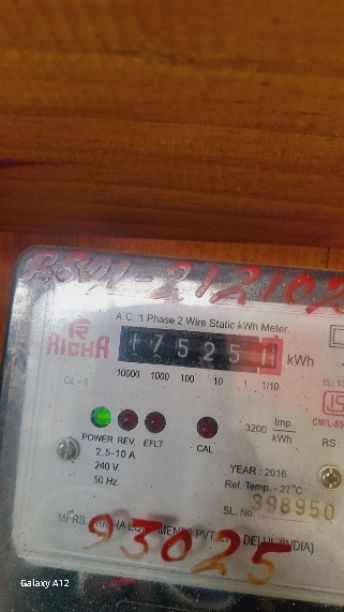 A.C. 1 Phase 2 Wire Static kWh Meter.
RICHA
17525 kWh
10000 1000 100 10 1 1/10
CL - 1
3200 Imp/kWh
POWER REV. EFLT CAL
2.5-10 A
240 V.
50 Hz.
YEAR : 2016
Ref. Temp. - 27°C
SL. No. 398950
93025
Galaxy A12